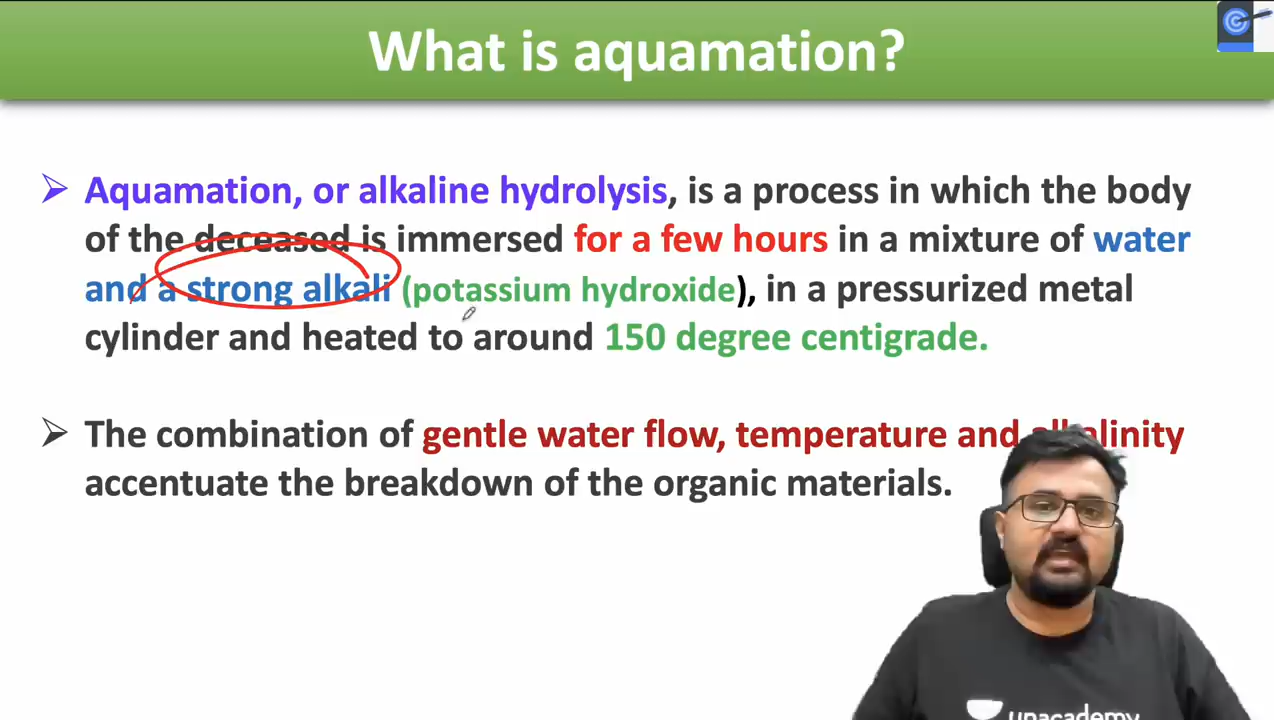 What is aquamation?
➢ Aquamation, or alkaline hydrolysis, is a process in which the body
of the deceased is immersed for a few hours in a mixture of water
and a strong alkali (potassium hydroxide), in a pressurized metal
cylinder and heated to around 150 degree centigrade.
➢ The combination of gentle water flow, temperature and alkalinity
accentuate the breakdown of the organic materials.
unacademy